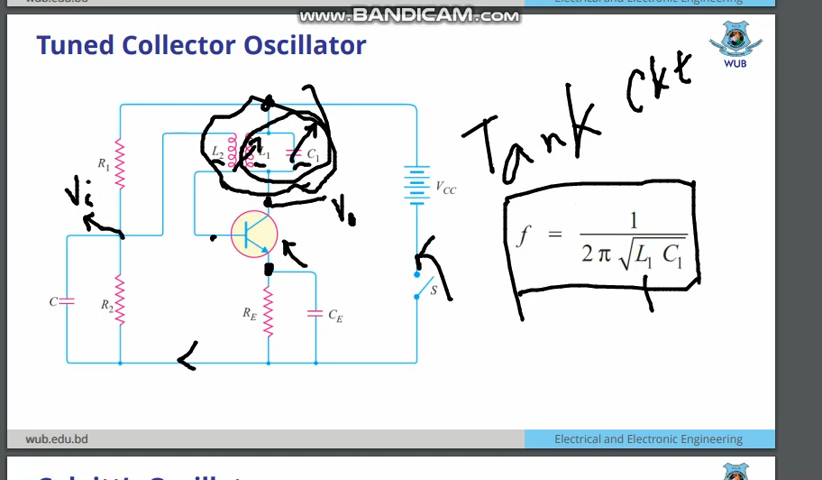 wub.edu.bd
Electrical and Electronic Engineering
www.BANDICAM.com
Tuned Collector Oscillator
WUB
Tank Ckt
R1
L2
L1
C1
Vi
VCC
Vo
f = 1 / 2 π √L1 C1
C
R2
RE
CE
S
wub.edu.bd
Electrical and Electronic Engineering